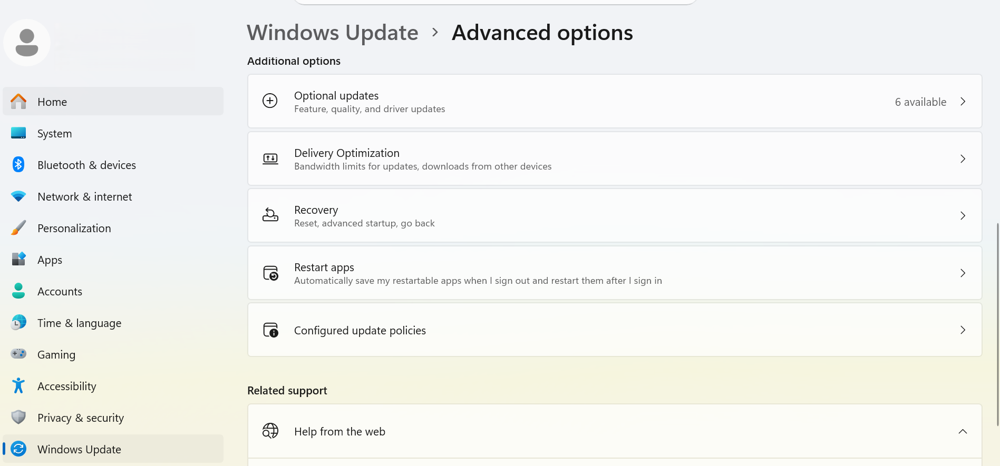 Windows Update > Advanced options
Additional options
Home
System
Bluetooth & devices
Network & internet
Personalization
Apps
Accounts
Time & language
Gaming
Accessibility
Privacy & security
Windows Update
Optional updates
Feature, quality, and driver updates
6 available
Delivery Optimization
Bandwidth limits for updates, downloads from other devices
Recovery
Reset, advanced startup, go back
Restart apps
Automatically save my restartable apps when I sign out and restart them after I sign in
Configured update policies
Related support
Help from the web